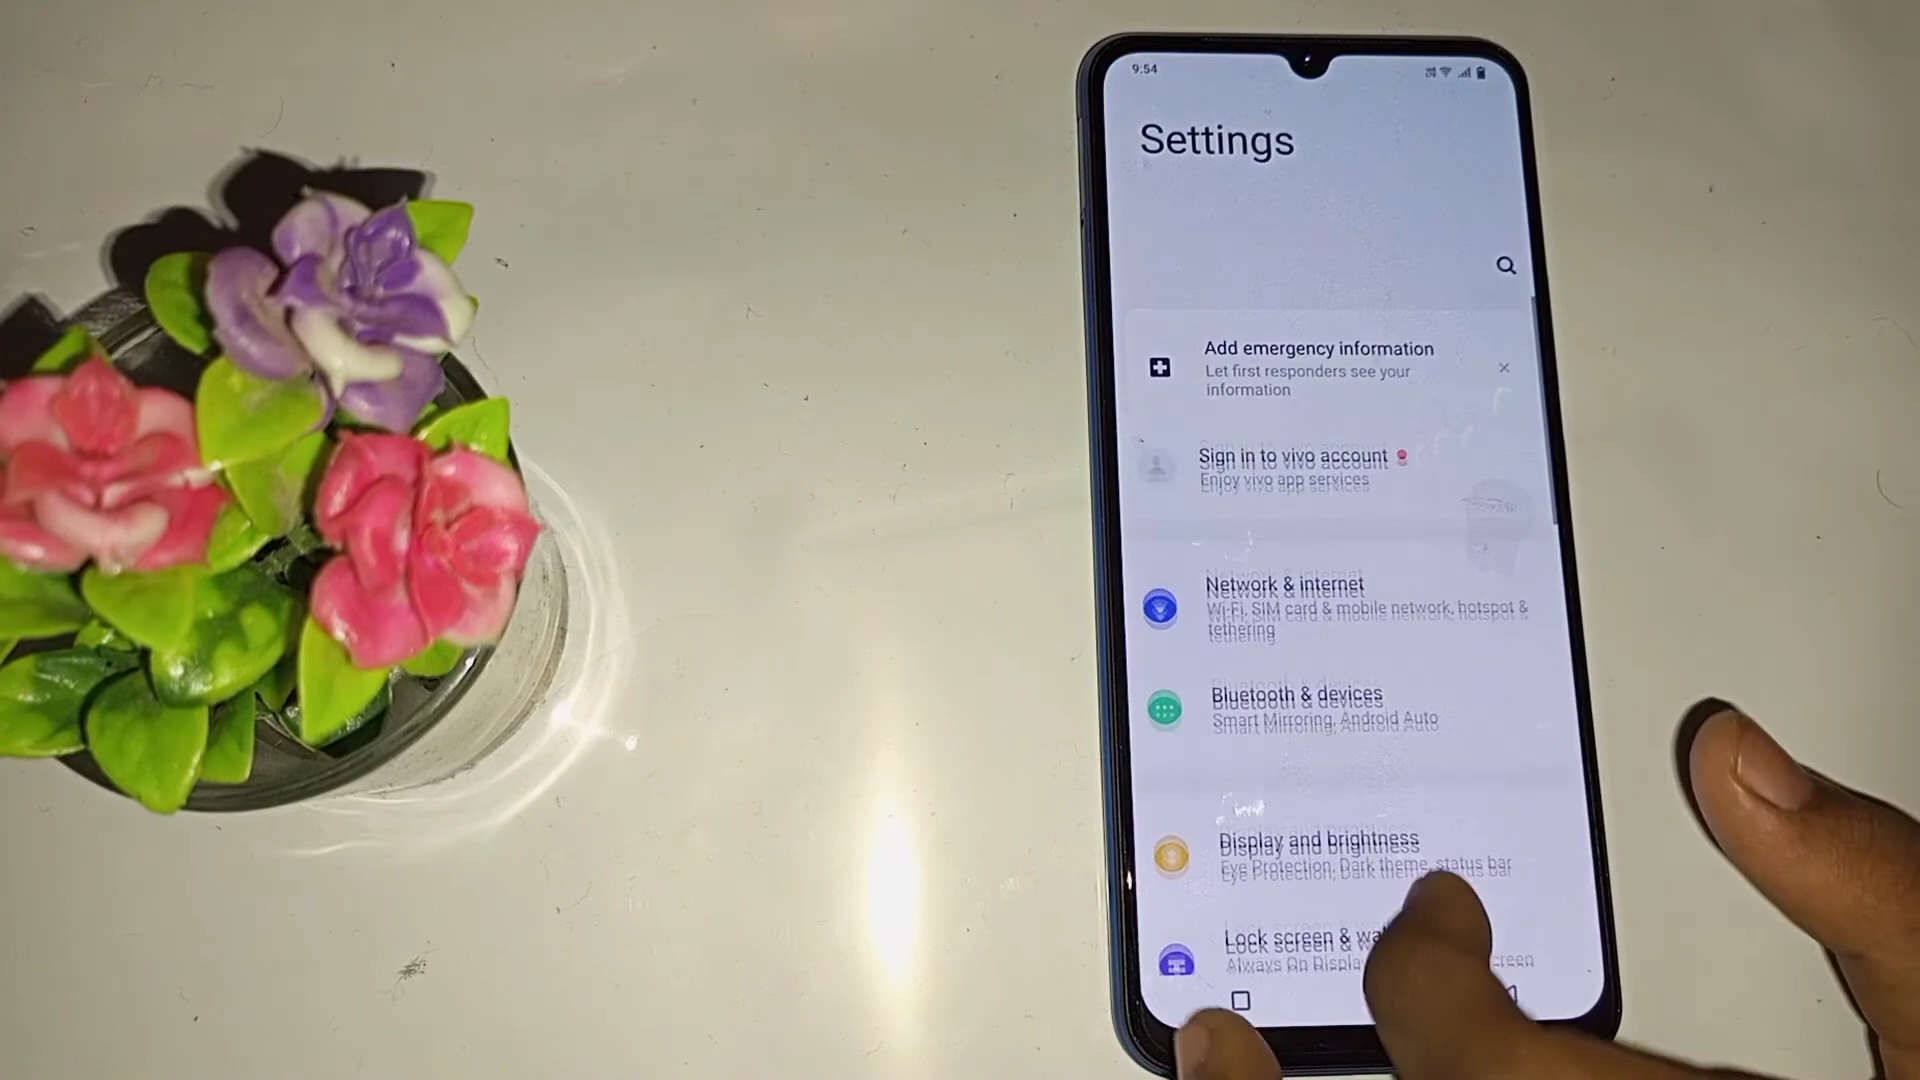 9:54
Settings
Add emergency information
Let first responders see your
information
Sign in to vivo account
Enjoy vivo app services
Network & internet
Wi-Fi, SIM card & mobile network, hotspot &
tethering
Bluetooth & devices
Smart Mirroring, Android Auto
Display and brightness
Eye Protection, Dark theme, status bar
Lock screen &
Always On Display